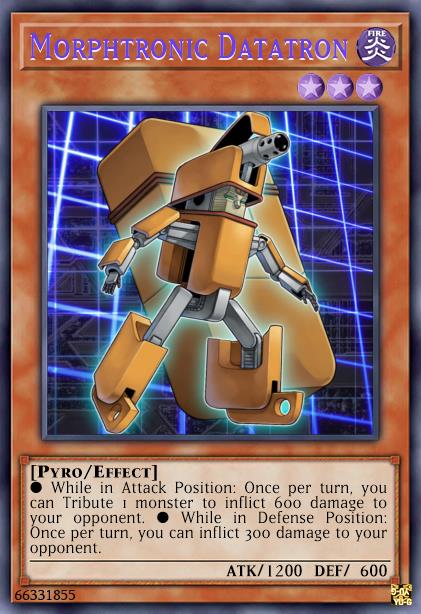 Morphtronic Datatron
FIRE
炎
[Pyro/Effect]
● While in Attack Position: Once per turn, you
can Tribute 1 monster to inflict 600 damage to
your opponent. ● While in Defense Position:
Once per turn, you can inflict 300 damage to your
opponent.
ATK/1200 DEF/ 600
66331855